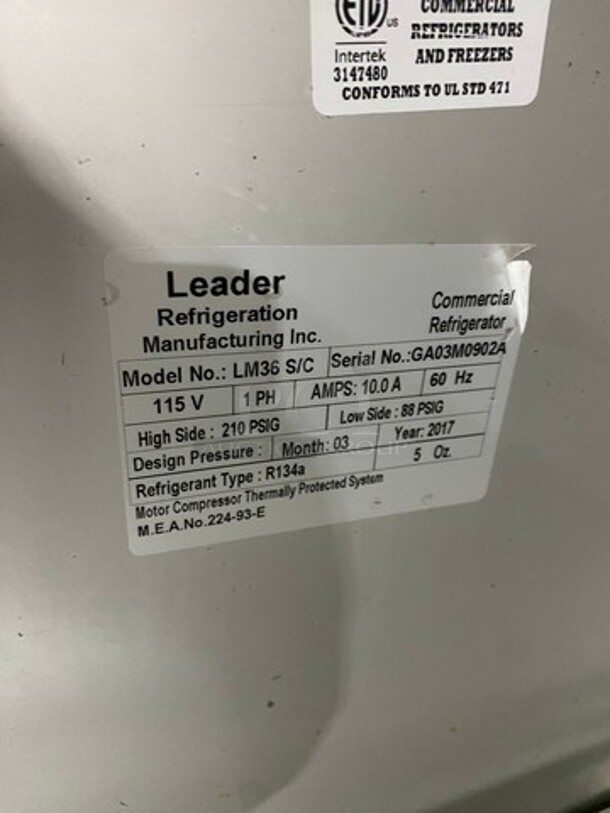 ETL US
COMMERCIAL
REFRIGERATORS
Intertek AND FREEZERS
3147480
CONFORMS TO UL STD 471
Leader
Refrigeration
Manufacturing Inc.
Commercial
Refrigerator
Model No.: LM36 S/C Serial No.:GA03M0902A
115 V 1 PH AMPS: 10.0 A 60 Hz
High Side : 210 PSIG Low Side : 88 PSIG
Design Pressure : Month: 03 Year: 2017
Refrigerant Type : R134a 5 Oz.
Motor Compressor Thermally Protected System
M.E.A.No.224-93-E